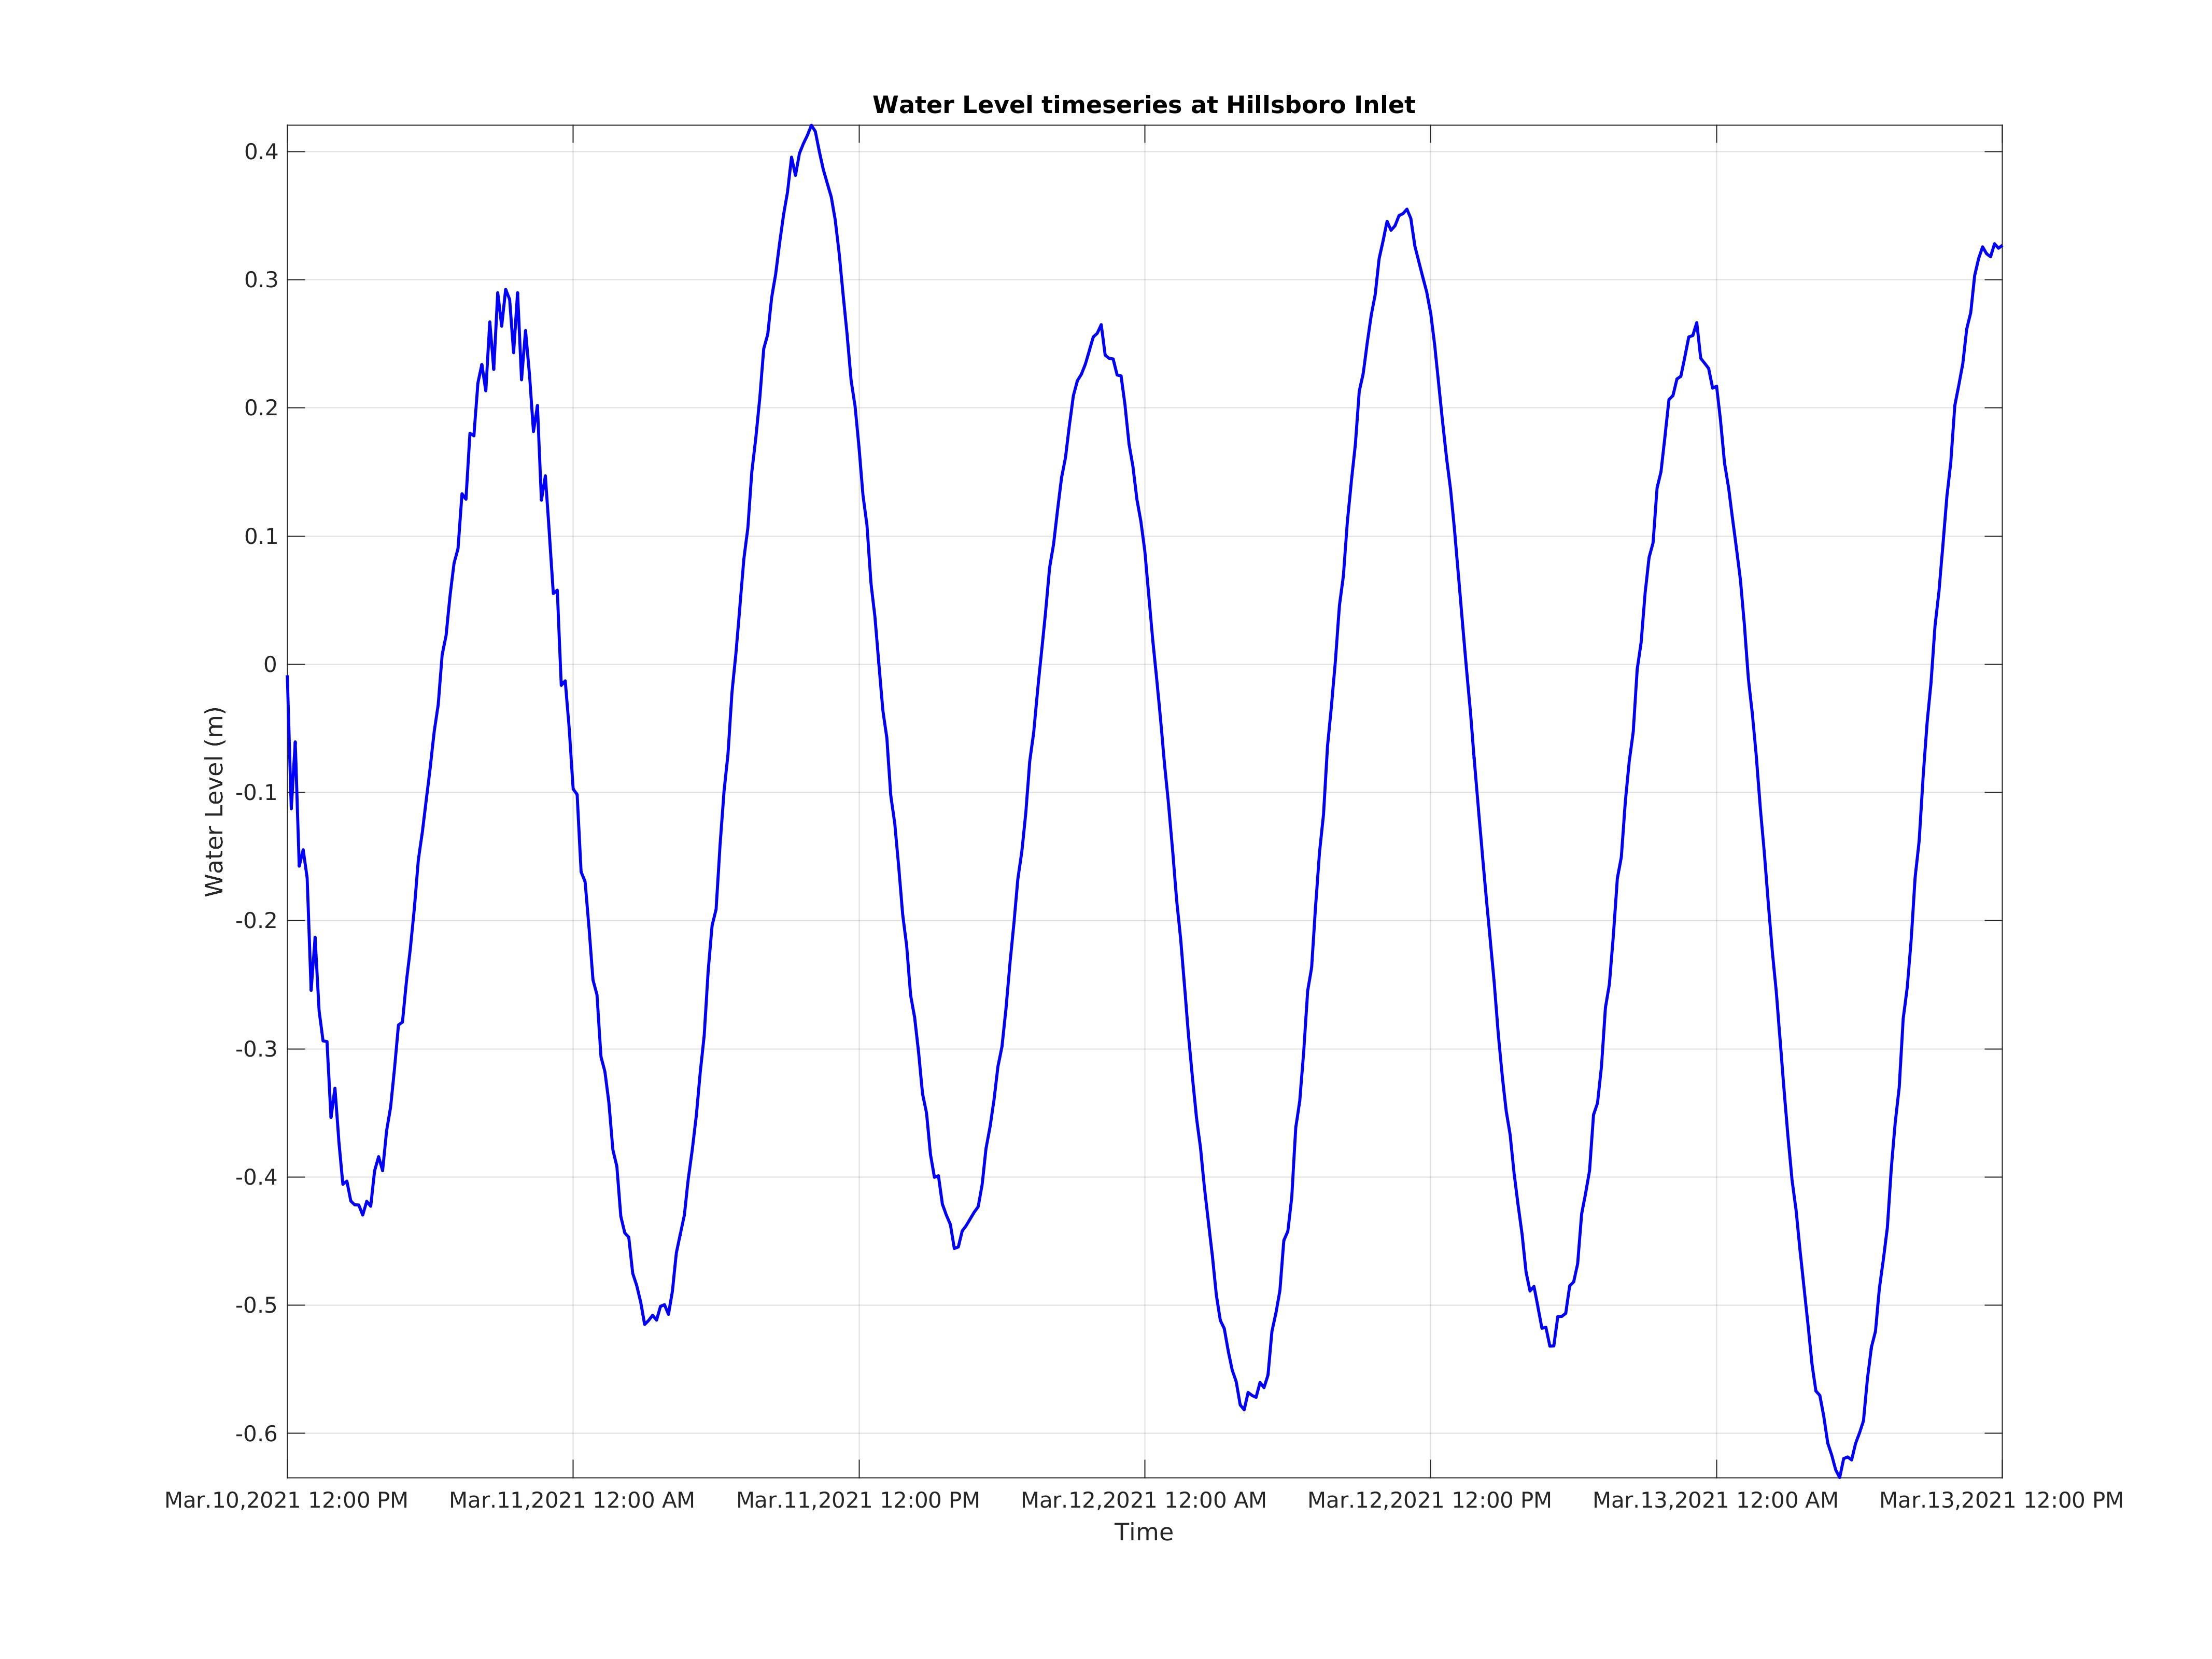 Water Level timeseries at Hillsboro Inlet
0.4
0.3
0.2
0.1
0
-0.1
-0.2
-0.3
-0.4
-0.5
-0.6
Water Level (m)
Mar.10,2021 12:00 PM
Mar.11,2021 12:00 AM
Mar.11,2021 12:00 PM
Mar.12,2021 12:00 AM
Mar.12,2021 12:00 PM
Mar.13,2021 12:00 AM
Mar.13,2021 12:00 PM
Time